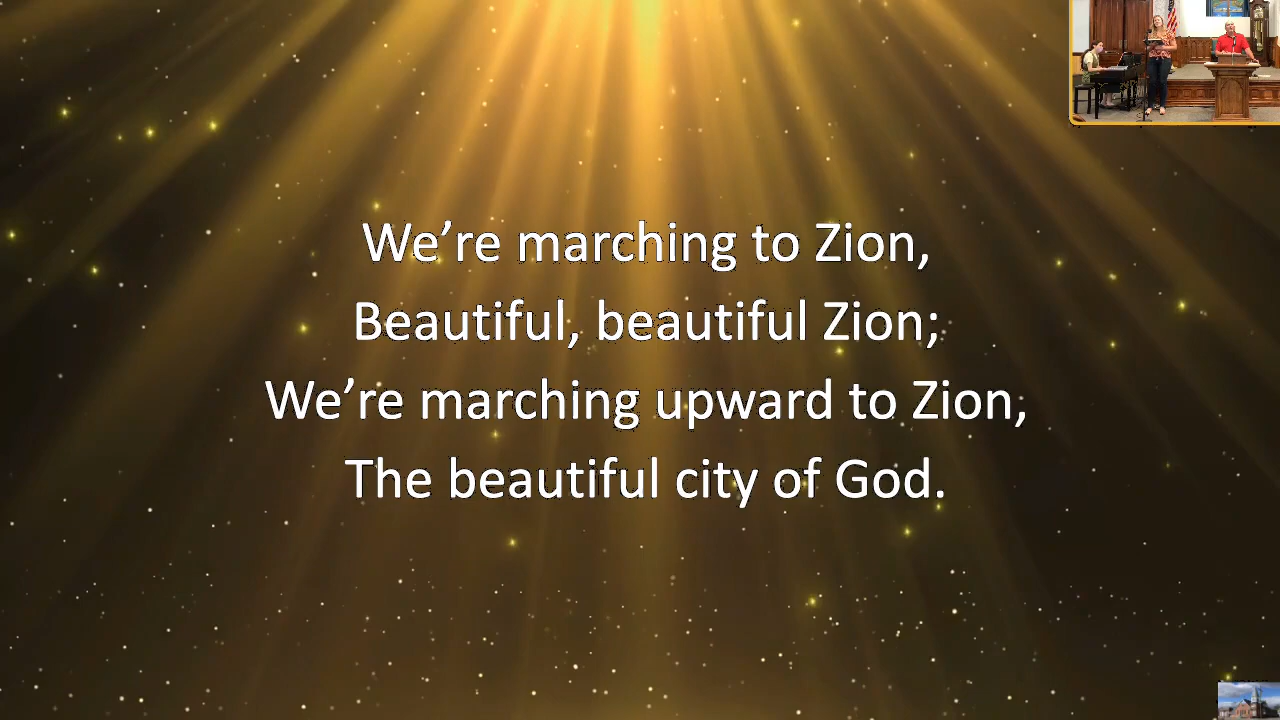 We’re marching to Zion,
Beautiful, beautiful Zion;
We’re marching upward to Zion,
The beautiful city of God.